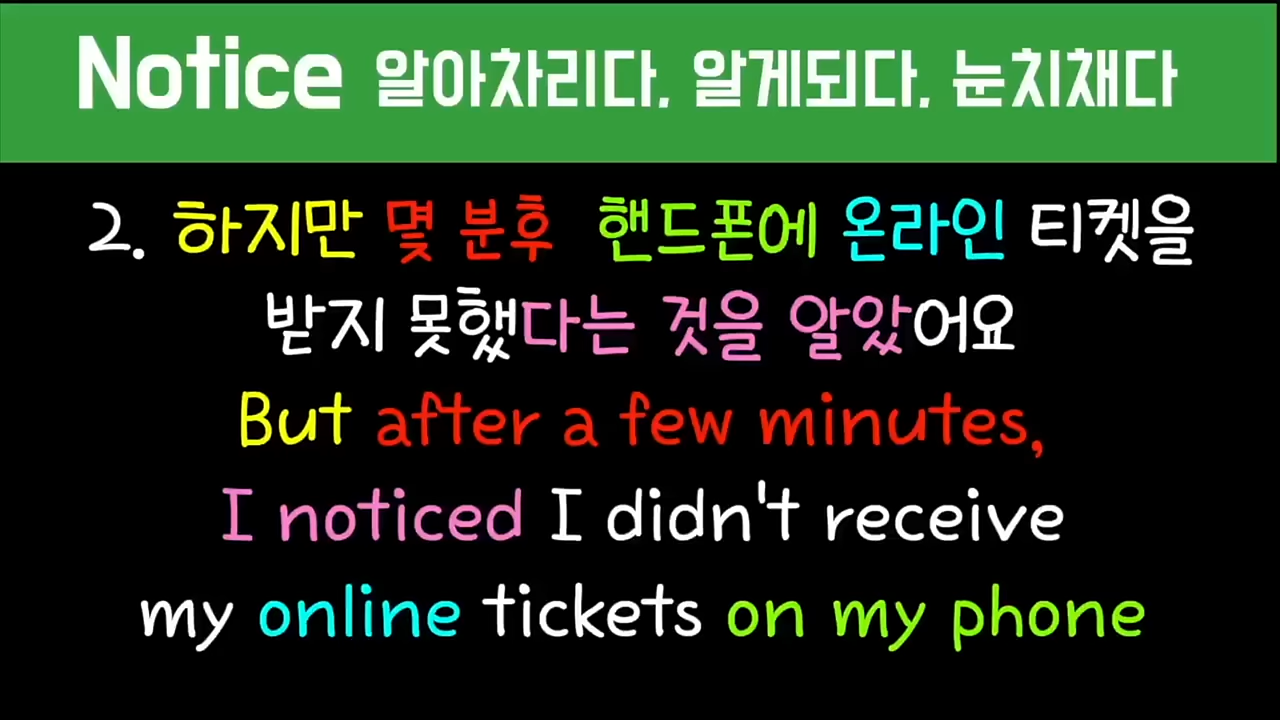 Notice 알아차리다, 알게되다, 눈치채다
2. 하지만 몇 분후 핸드폰에 온라인 티켓을
받지 못했다는 것을 알았어요
But after a few minutes,
I noticed I didn't receive
my online tickets on my phone